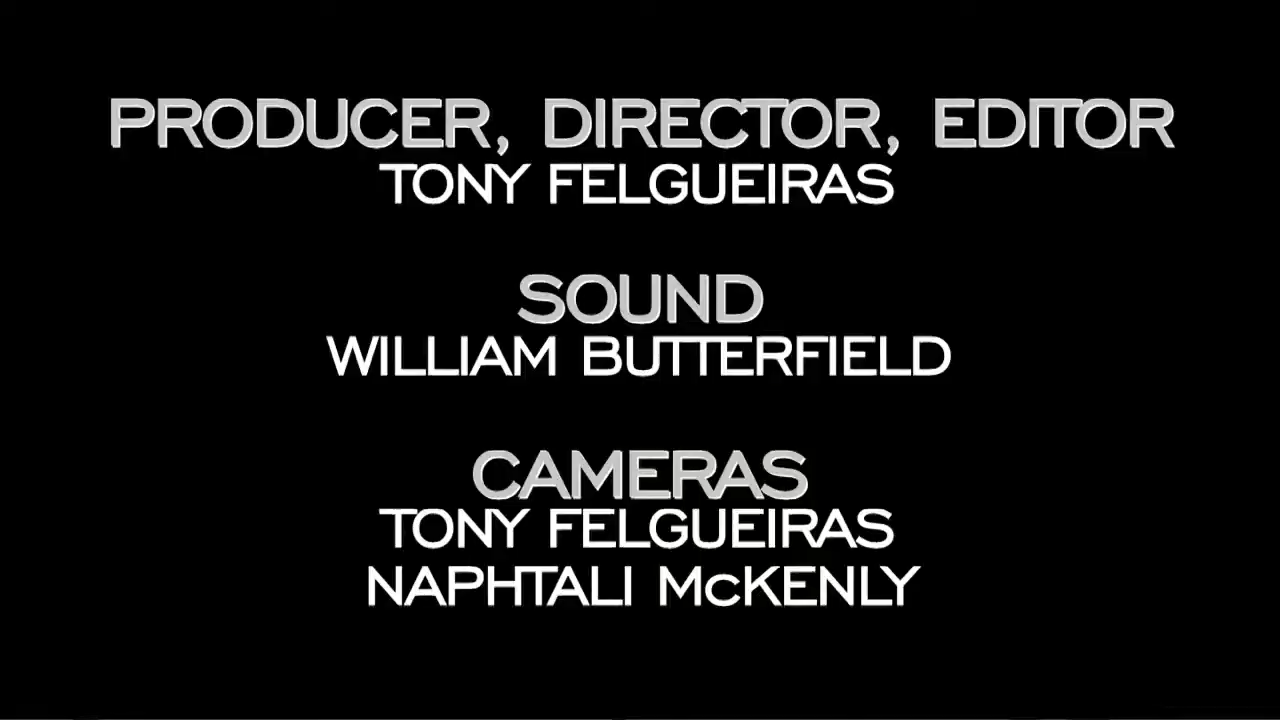 PRODUCER, DIRECTOR, EDITOR
TONY FELGUEIRAS
SOUND
WILLIAM BUTTERFIELD
CAMERAS
TONY FELGUEIRAS
NAPHTALI McKENLY